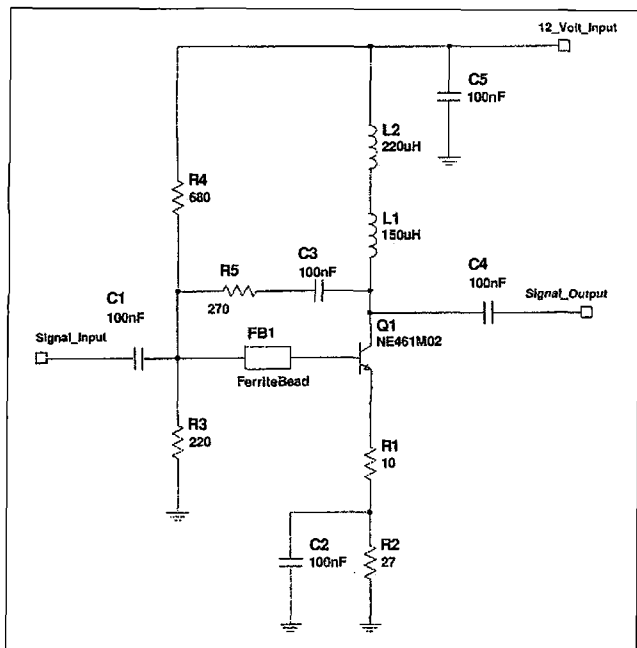 12_Volt_Input
C5
100nF
L2
220uH
R4
680
L1
150uH
C3
100nF
R5
270
C4
100nF
Signal_Output
C1
100nF
Signal_Input
FB1
FerriteBead
Q1
NE461M02
R3
220
R1
10
C2
100nF
R2
27